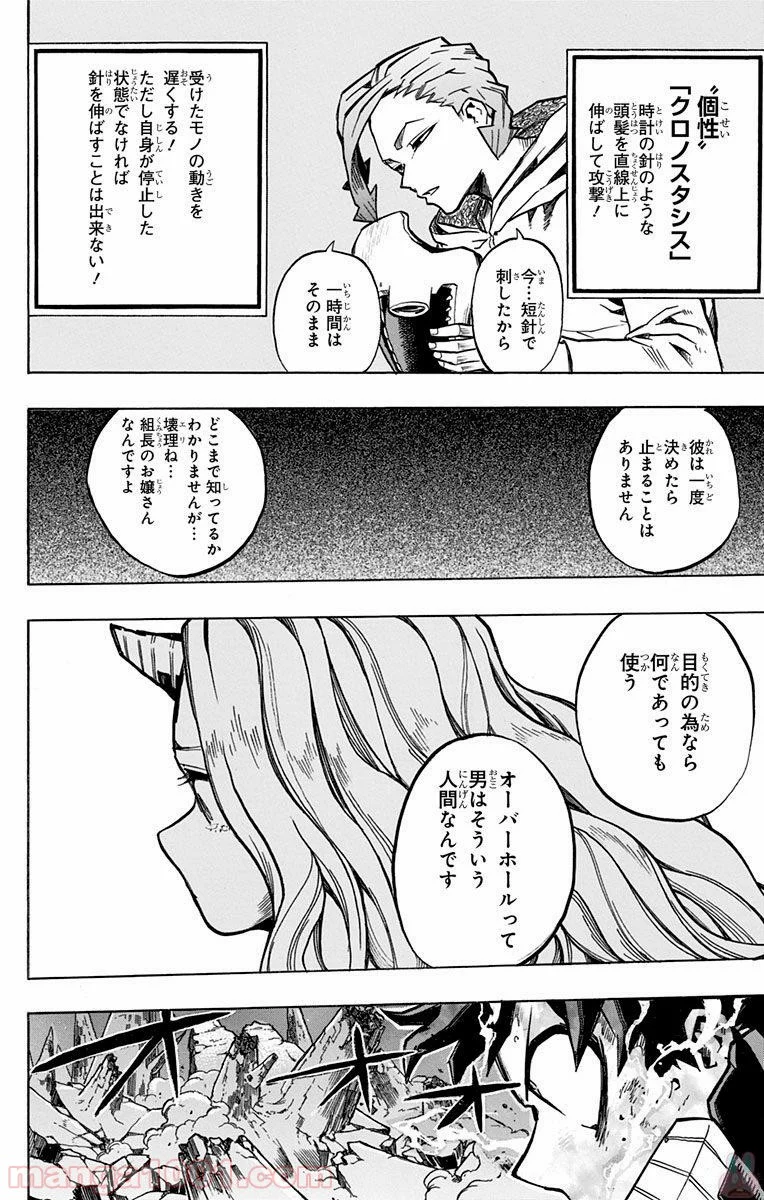 〝個性〟
「クロノスタシス」
時計の針のような
頭髪を直線上に
伸ばして攻撃！
受けたモノの動きを
遅くする！
ただし自身が停止した
状態でなければ
針を伸ばすことは出来ない！
今…短針で
刺したから
一時間は
そのまま
彼は一度
決めたら
止まることは
ありません
どこまで知ってるか
わかりませんが…
壊理ね…
組長のお嬢さん
なんですよ
目的の為なら
何であっても
使う
オーバーホールって
男はそういう
人間なんです